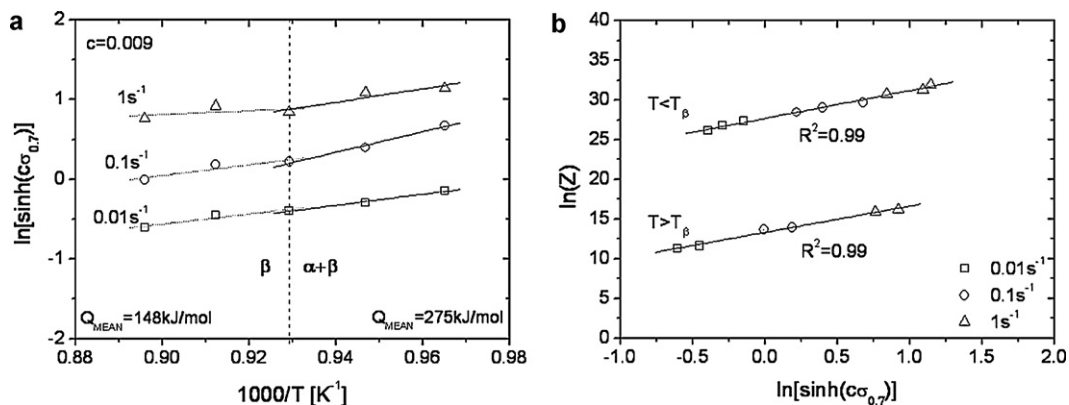 a
c=0.009
1s⁻¹
0.1s⁻¹
0.01s⁻¹
β
α+β
Q_MEAN=148kJ/mol
Q_MEAN=275kJ/mol
2
1
0
-1
-2
0.88
0.90
0.92
0.94
0.96
0.98
1000/T [K⁻¹]
ln[sinh(cσ₀.₇)]
b
40
35
30
25
20
15
10
5
0
T<T_β
R²=0.99
T>T_β
R²=0.99
0.01s⁻¹
0.1s⁻¹
1s⁻¹
-1.0
-0.5
0.0
0.5
1.0
1.5
2.0
ln[sinh(cσ₀.₇)]
ln(Z)